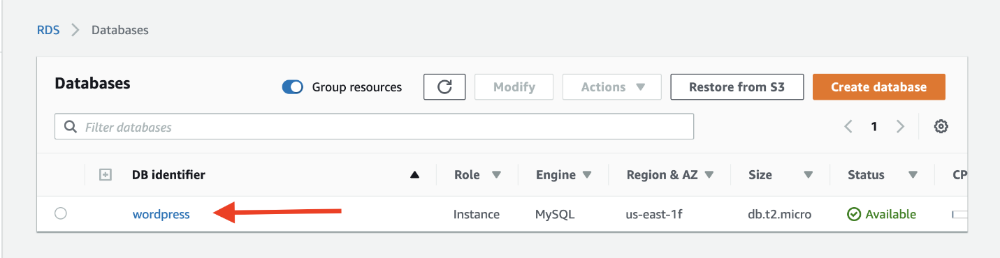 RDS > Databases
Databases Group resources Modify Actions Restore from S3 Create database
Filter databases 1
DB identifier Role Engine Region & AZ Size Status CP
wordpress Instance MySQL us-east-1f db.t2.micro Available